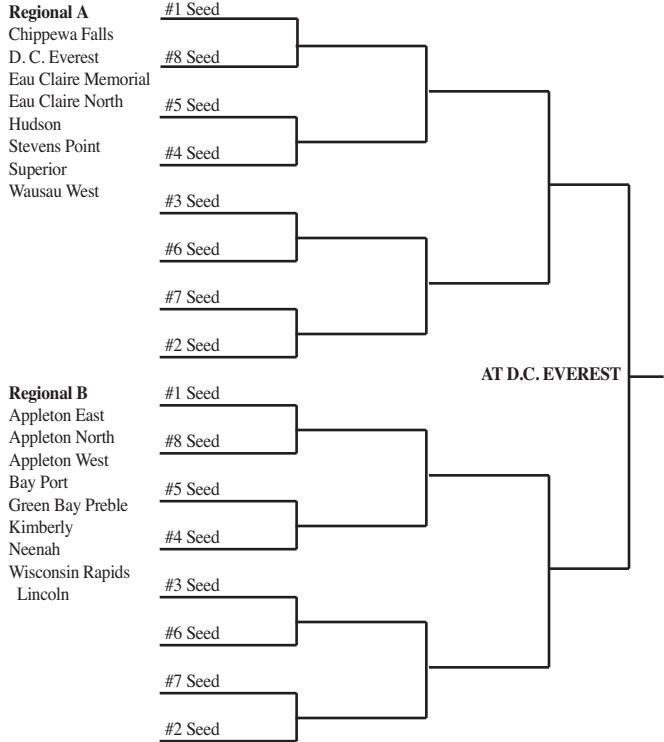 Regional A
Chippewa Falls
D. C. Everest
Eau Claire Memorial
Eau Claire North
Hudson
Stevens Point
Superior
Wausau West
#1 Seed
#8 Seed
#5 Seed
#4 Seed
#3 Seed
#6 Seed
#7 Seed
#2 Seed
AT D.C. EVEREST
Regional B
Appleton East
Appleton North
Appleton West
Bay Port
Green Bay Preble
Kimberly
Neenah
Wisconsin Rapids
Lincoln
#1 Seed
#8 Seed
#5 Seed
#4 Seed
#3 Seed
#6 Seed
#7 Seed
#2 Seed